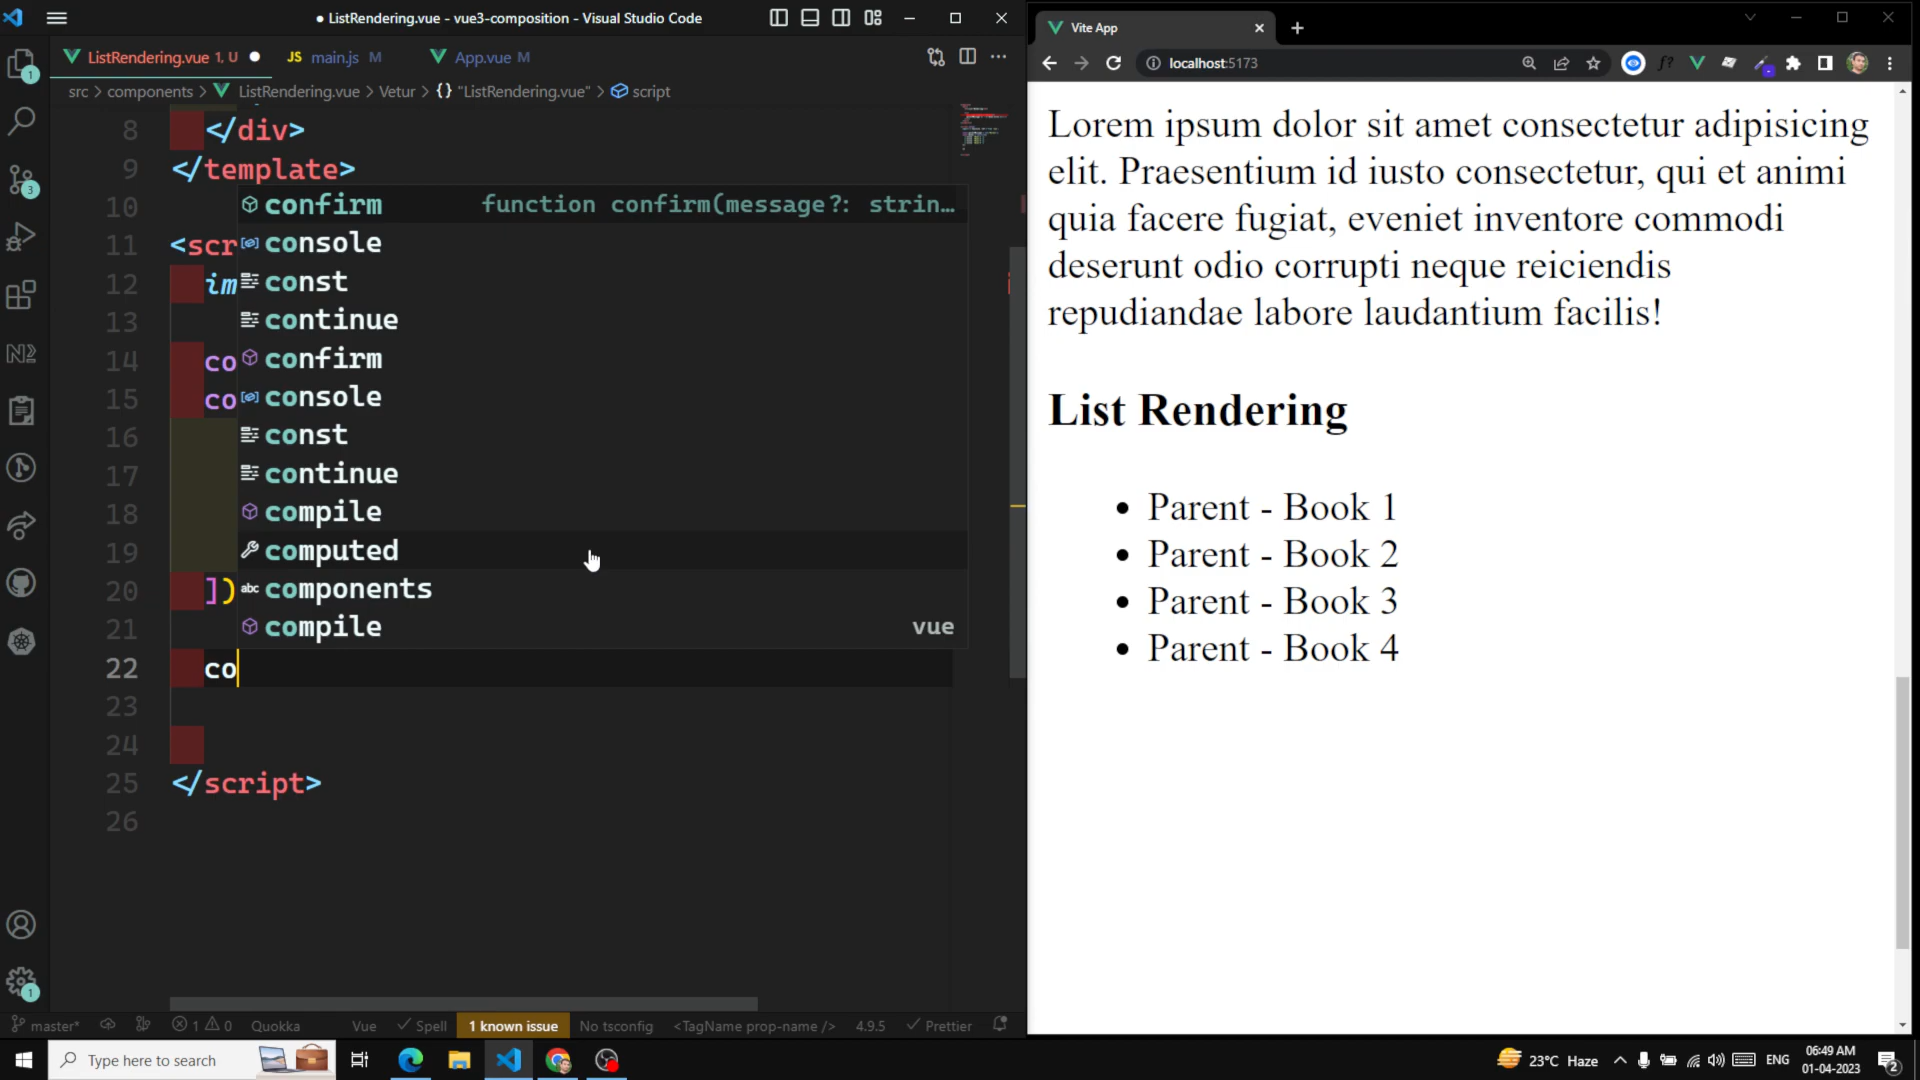 ListRendering.vue - vue3-composition - Visual Studio Code
ListRendering.vue 1, U
JS main.js M
App.vue M
src > components > ListRendering.vue > Vetur > {} "ListRendering.vue" > script
8 </div>
9 </template>
10
11 <scr
12 im
13
14 co
15 co
16
17
18
19
20 ])
21
22 co
23
24
25 </script>
26
confirm function confirm(message?: strin…
console
const
continue
confirm
console
const
continue
compile
computed
abc components
compile vue
master* 1 0 Quokka Vue Spell 1 known issue No tsconfig <TagName prop-name /> 4.9.5 Prettier
Vite App
localhost:5173
Lorem ipsum dolor sit amet consectetur adipisicing
elit. Praesentium id iusto consectetur, qui et animi
quia facere fugiat, eveniet inventore commodi
deserunt odio corrupti neque reiciendis
repudiandae labore laudantium facilis!
List Rendering
• Parent - Book 1
• Parent - Book 2
• Parent - Book 3
• Parent - Book 4
Type here to search
23°C Haze
ENG
06:49 AM
01-04-2023
2